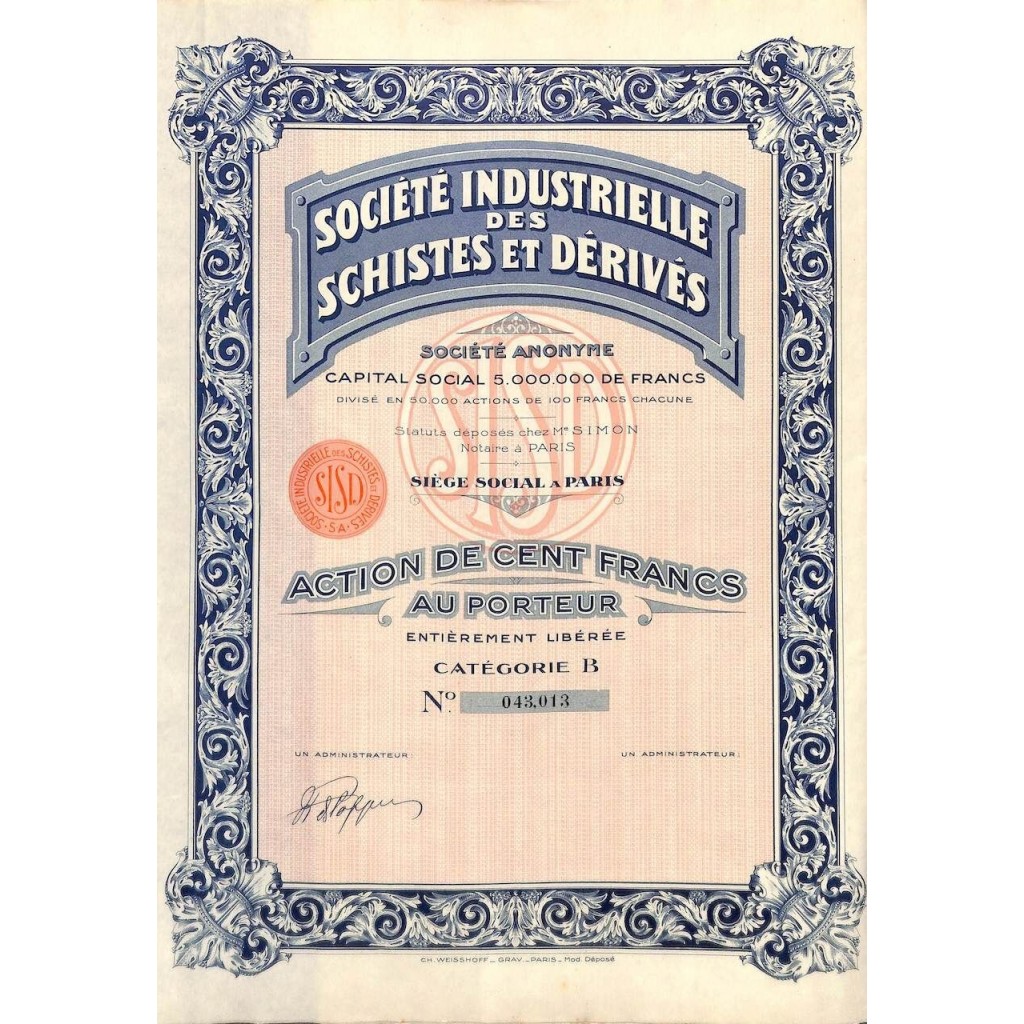 SOCIÉTÉ INDUSTRIELLE
DES
SCHISTES ET DÉRIVÉS
SOCIÉTÉ ANONYME
CAPITAL SOCIAL 5.000.000 DE FRANCS
DIVISÉ EN 50.000 ACTIONS DE 100 FRANCS CHACUNE
Statuts déposés chez Me SIMON
Notaire à PARIS
SIÈGE SOCIAL A PARIS
SISD
SOCIÉTÉ INDUSTRIELLE DES SCHISTES ET DÉRIVÉS
SISD
· S.A. ·
ACTION DE CENT FRANCS
AU PORTEUR
ENTIÈREMENT LIBÉRÉE
CATÉGORIE B
No. 043,013
UN ADMINISTRATEUR:
UN ADMINISTRATEUR:
CH. WEISSHOFF _ GRAV. _ PARIS _ Mod. Déposé